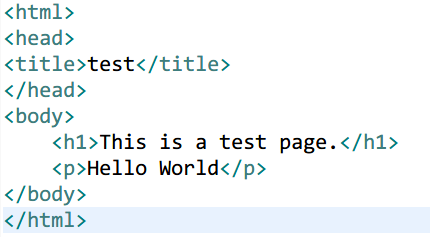 <html>
<head>
<title>test</title>
</head>
<body>
    <h1>This is a test page.</h1>
    <p>Hello World</p>
</body>
</html>